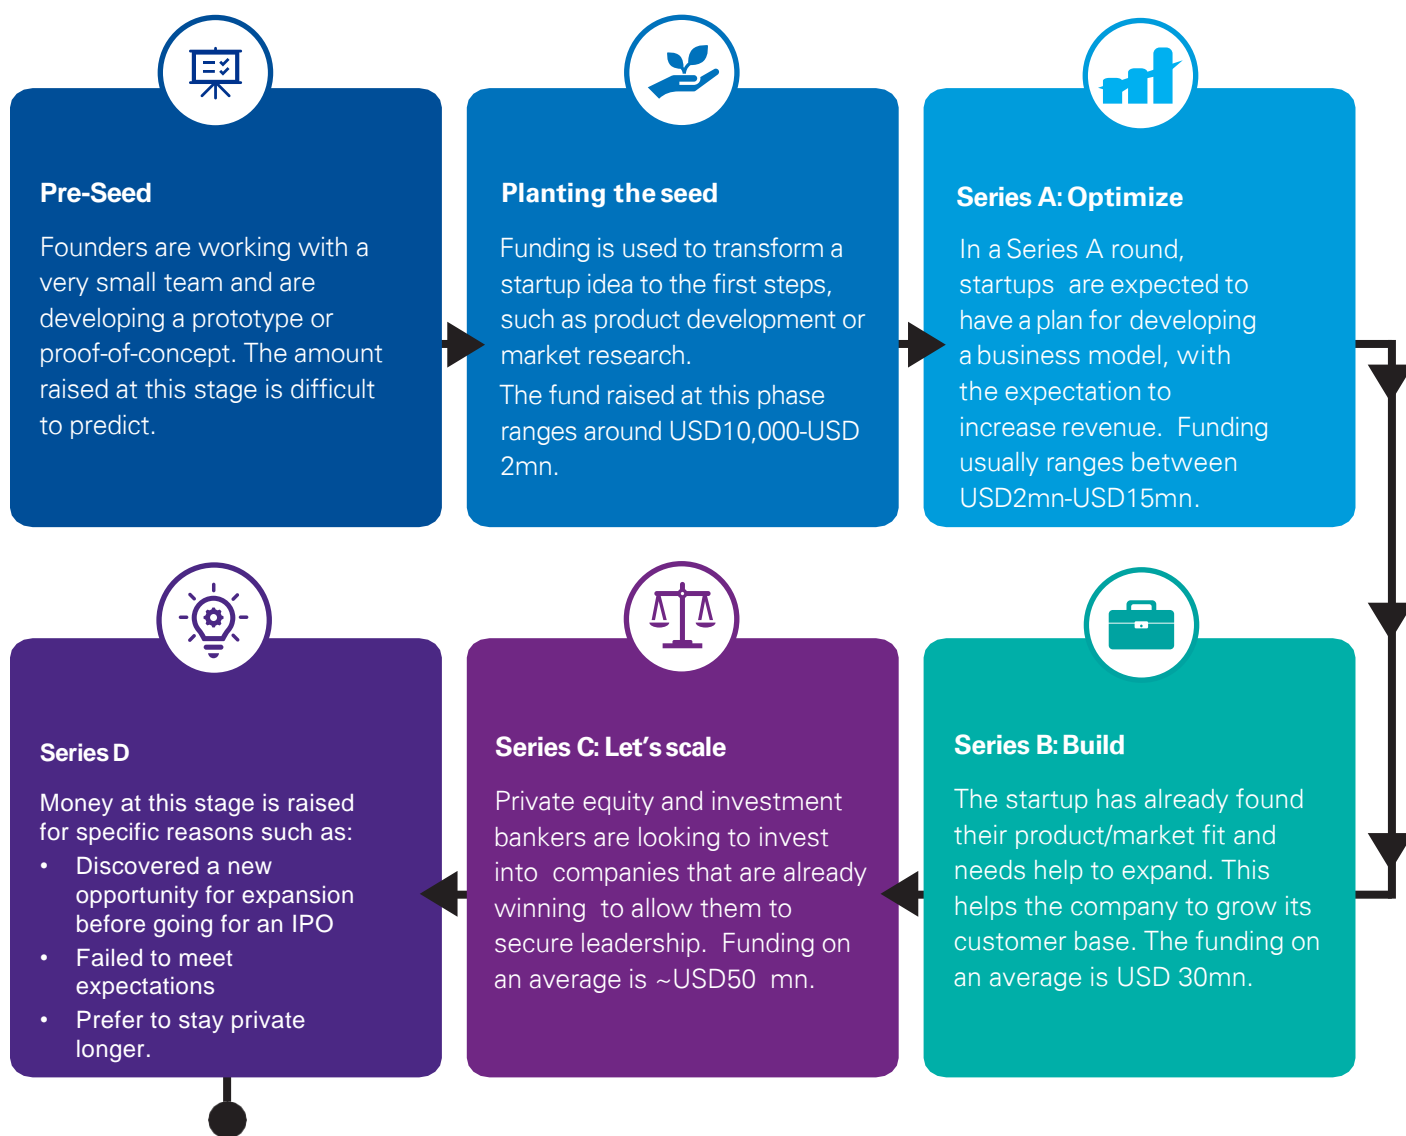 Pre-Seed
Founders are working with a
very small team and are
developing a prototype or
proof-of-concept. The amount
raised at this stage is difficult
to predict.
Planting the seed
Funding is used to transform a
startup idea to the first steps,
such as product development or
market research.
The fund raised at this phase
ranges around USD10,000-USD
2mn.
Series A: Optimize
In a Series A round,
startups are expected to
have a plan for developing
a business model, with
the expectation to
increase revenue. Funding
usually ranges between
USD2mn-USD15mn.
Series B: Build
The startup has already found
their product/market fit and
needs help to expand. This
helps the company to grow its
customer base. The funding on
an average is USD 30mn.
Series C: Let's scale
Private equity and investment
bankers are looking to invest
into companies that are already
winning to allow them to
secure leadership. Funding on
an average is ~USD50 mn.
Series D
Money at this stage is raised
for specific reasons such as:
• Discovered a new
opportunity for expansion
before going for an IPO
• Failed to meet
expectations
• Prefer to stay private
longer.